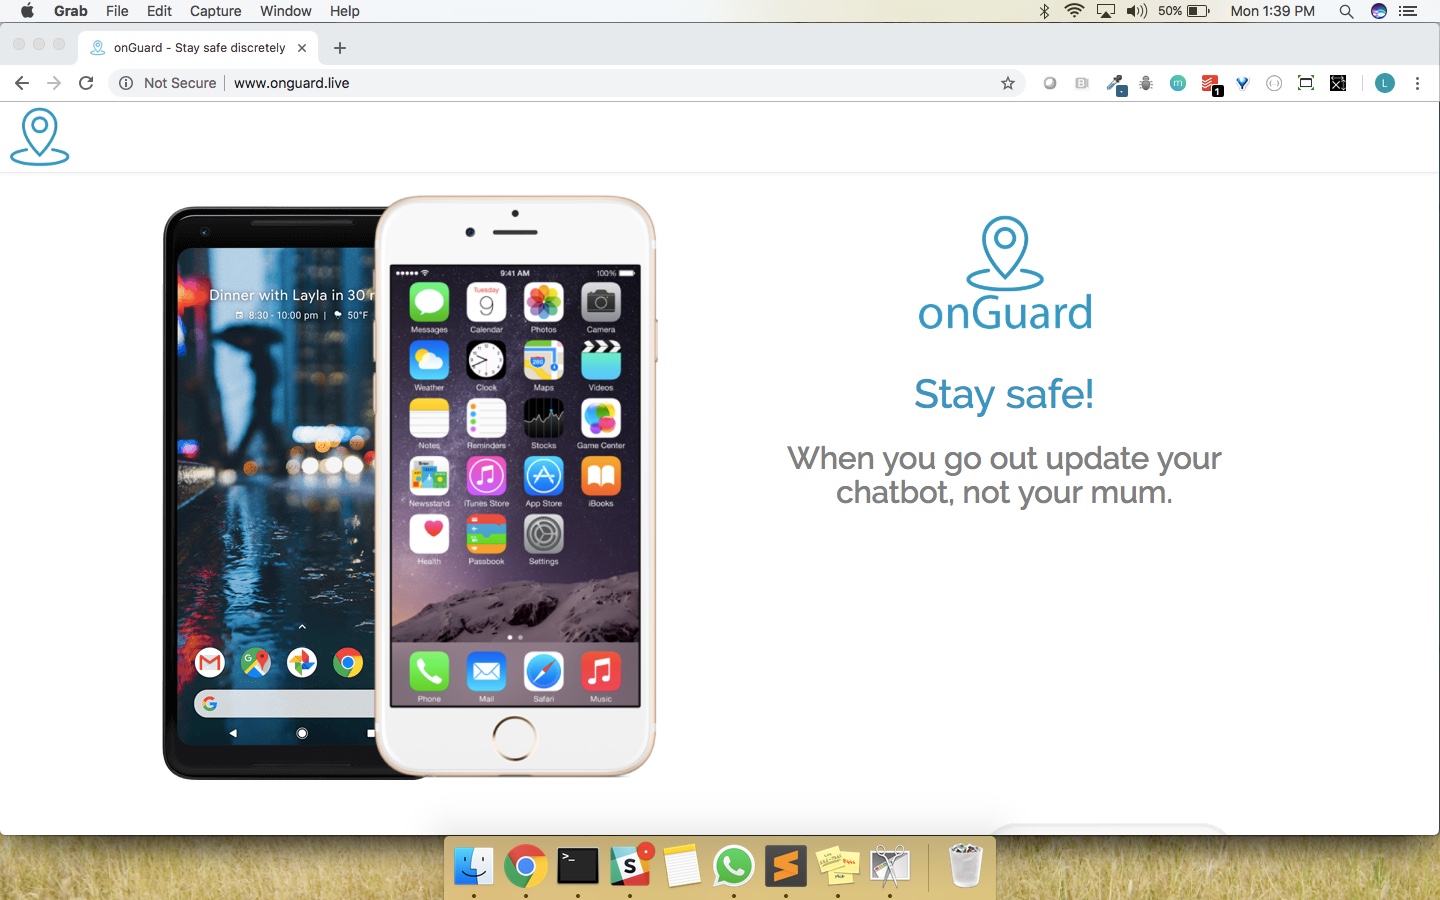 Grab File Edit Capture Window Help 50% Mon 1:39 PM
onGuard - Stay safe discretely
Not Secure www.onguard.live
B m 1 L
onGuard
Stay safe!
When you go out update your
chatbot, not your mum.
Dinner with Layla in 30
8:30 - 10:00 pm | 50°F
G
9:41 AM 100%
Tuesday
9
Messages Calendar Photos Camera
280
Weather Clock Maps Videos
Notes Reminders Stocks Game Center
Newsstand iTunes Store App Store iBooks
Health Passbook Settings
Phone Mail Safari Music
>_ S